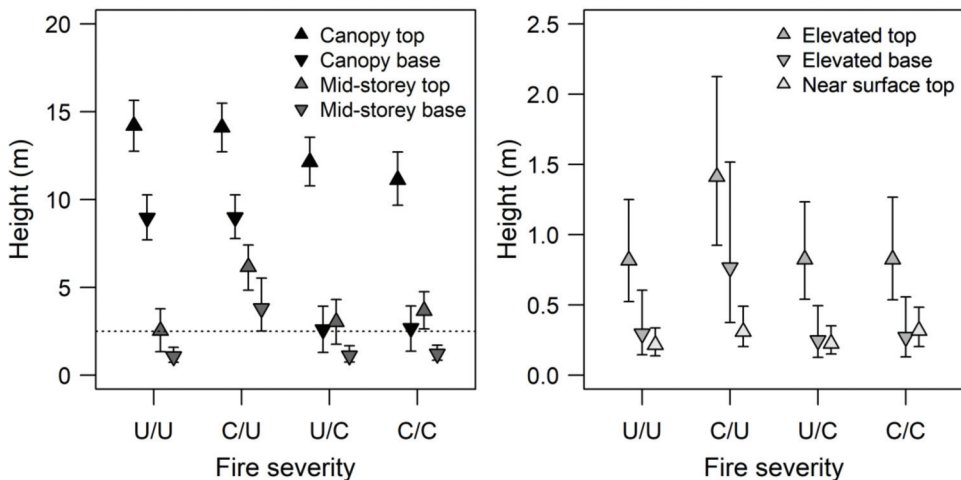 20
15
10
5
0
Height (m)
Canopy top
Canopy base
Mid-storey top
Mid-storey base
U/U C/U U/C C/C
Fire severity
2.5
2.0
1.5
1.0
0.5
0.0
Height (m)
Elevated top
Elevated base
Near surface top
U/U C/U U/C C/C
Fire severity